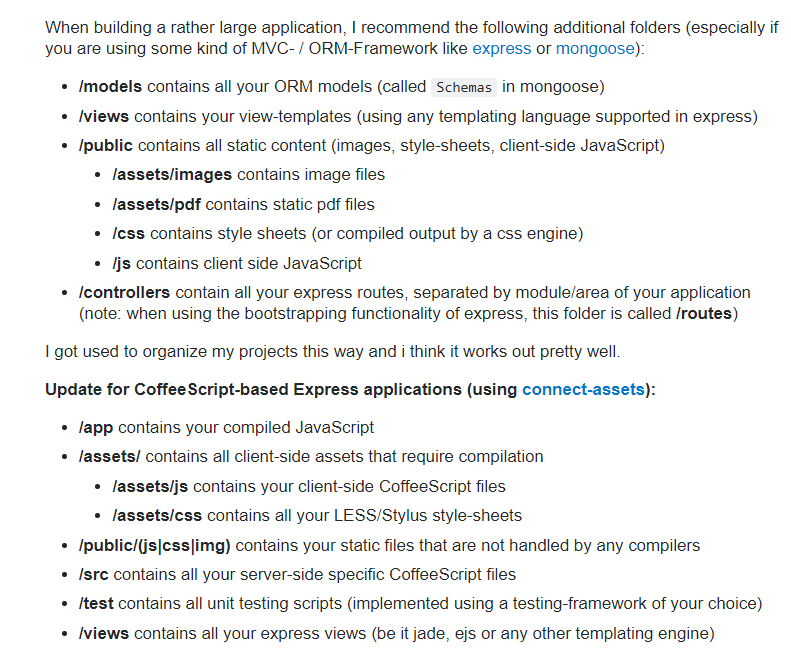 When building a rather large application, I recommend the following additional folders (especially if
you are using some kind of MVC- / ORM-Framework like express or mongoose):
• /models contains all your ORM models (called Schemas in mongoose)
• /views contains your view-templates (using any templating language supported in express)
• /public contains all static content (images, style-sheets, client-side JavaScript)
• /assets/images contains image files
• /assets/pdf contains static pdf files
• /css contains style sheets (or compiled output by a css engine)
• /js contains client side JavaScript
• /controllers contain all your express routes, separated by module/area of your application
(note: when using the bootstrapping functionality of express, this folder is called /routes)
I got used to organize my projects this way and i think it works out pretty well.
Update for CoffeeScript-based Express applications (using connect-assets):
• /app contains your compiled JavaScript
• /assets/ contains all client-side assets that require compilation
• /assets/js contains your client-side CoffeeScript files
• /assets/css contains all your LESS/Stylus style-sheets
• /public/(js|css|img) contains your static files that are not handled by any compilers
• /src contains all your server-side specific CoffeeScript files
• /test contains all unit testing scripts (implemented using a testing-framework of your choice)
• /views contains all your express views (be it jade, ejs or any other templating engine)